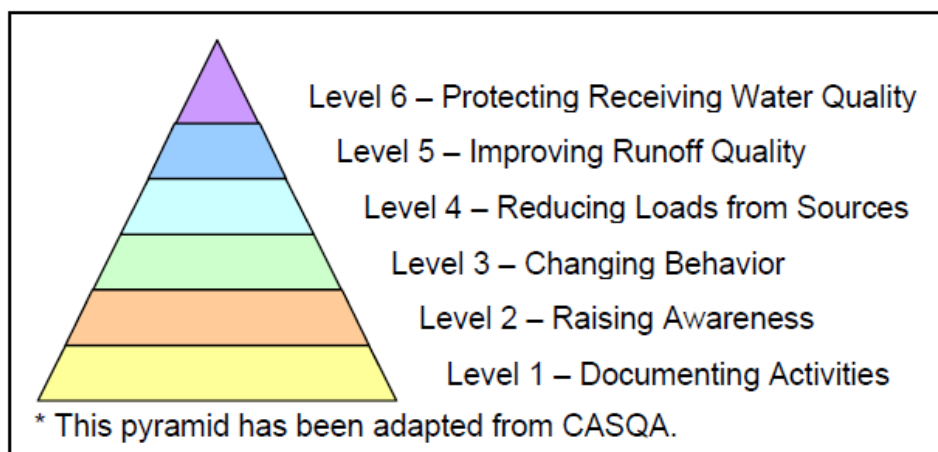 Level 6 – Protecting Receiving Water Quality
Level 5 – Improving Runoff Quality
Level 4 – Reducing Loads from Sources
Level 3 – Changing Behavior
Level 2 – Raising Awareness
Level 1 – Documenting Activities
* This pyramid has been adapted from CASQA.